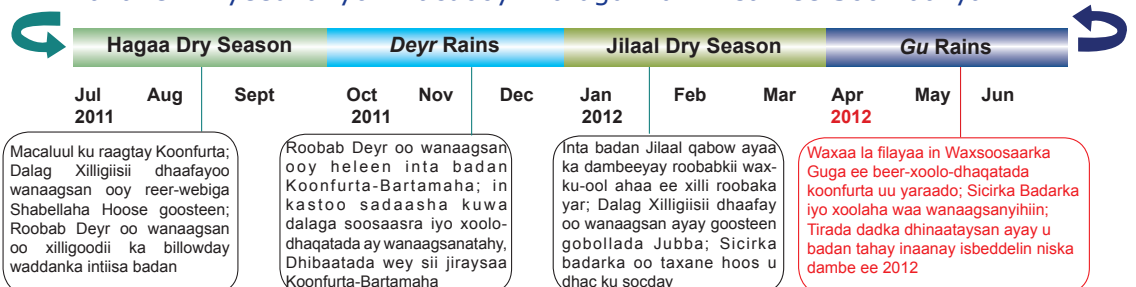 Hagaa Dry Season
Deyr Rains
Jilaal Dry Season
Gu Rains
Jul
2011
Aug
Sept
Oct
2011
Nov
Dec
Jan
2012
Feb
Mar
Apr
2012
May
Jun
Macaluul ku raagtay Koonfurta;
Dalag Xilligiisii dhaafayoo
wanaagsan ooy reer-webiga
Shabellaha Hoose goosteen;
Roobab Deyr oo wanaagsan
oo xilligoodii ka billowday
waddanka intiisa badan
Roobab Deyr oo wanaagsan
ooy heleen inta badan
Koonfurta-Bartamaha; in
kastoo sadaasha kuwa
dalaga soosaasra iyo xoolo-
dhaqatada ay wanaagsanatahy,
Dhibaatada wey sii jiraysaa
Koonfurta-Bartamaha
Inta badan Jilaal qabow ayaa
ka dambeeyay roobabkii wax-
ku-ool ahaa ee xilli roobaka
yar; Dalag Xilligiisii dhaafay
oo wanaagsan ayay goosteen
gobollada Jubba; Sicirka
badarka oo taxane hoos u
dhac ku socday
Waxaa la filayaa in Waxsoosaarka
Guga ee beer-xoolo-dhaqatada
koonfurta uu yaraado; Sicirka Badarka
iyo xoolaha waa wanaagsanyihiin;
Tirada dadka dhinaataysan ayay u
badan tahay inaanay isbeddelin niska
dambe ee 2012